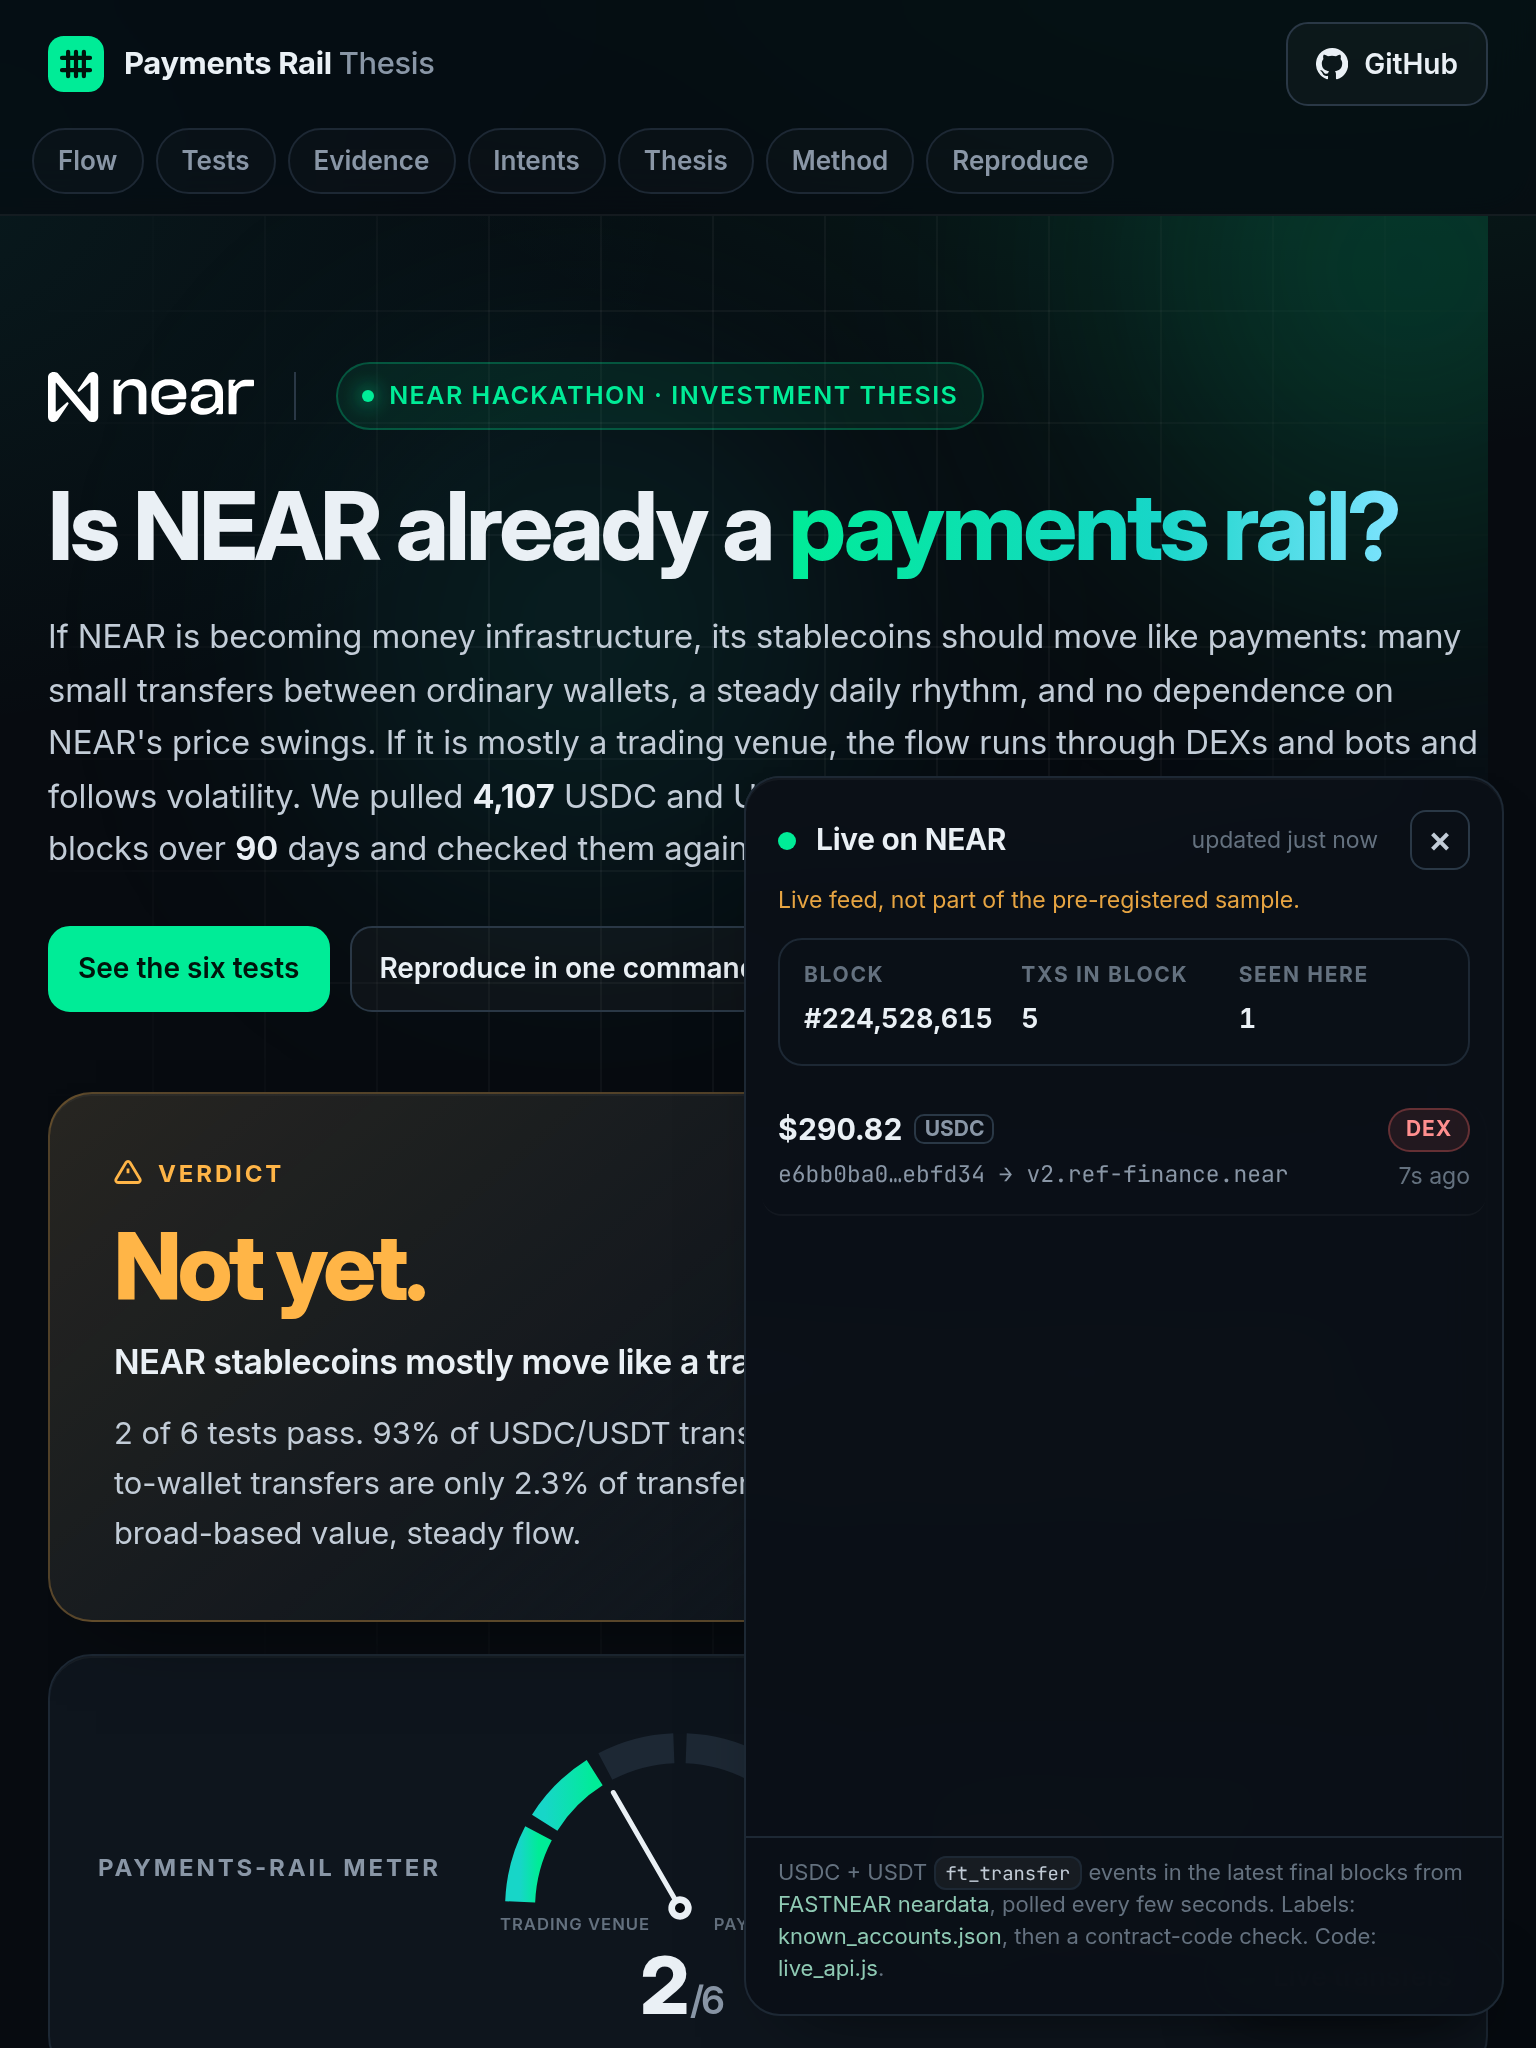 Payments Rail Thesis
GitHub
Flow
Tests
Evidence
Intents
Thesis
Method
Reproduce
near
NEAR HACKATHON · INVESTMENT THESIS
Is NEAR already a payments rail?
If NEAR is becoming money infrastructure, its stablecoins should move like payments: many
small transfers between ordinary wallets, a steady daily rhythm, and no dependence on
NEAR's price swings. If it is mostly a trading venue, the flow runs through DEXs and bots and
follows volatility. We pulled 4,107 USDC and
blocks over 90 days and checked them
See the six tests
Reproduce in one
VERDICT
Not yet.
NEAR stablecoins mostly move like a
2 of 6 tests pass. 93% of USDC/USDT
to-wallet transfers are only 2.3% of
broad-based value, steady flow.
PAYMENTS-RAIL METER
TRADING VENUE
2/6
Live on NEAR
updated just now
×
Live feed, not part of the pre-registered sample.
BLOCK
TXS IN BLOCK
SEEN HERE
#224,528,615
5
1
$290.82 USDC
DEX
e6bb0ba0…ebfd34 → v2.ref-finance.near
7s ago
USDC + USDT ft_transfer events in the latest final blocks from
FASTNEAR neardata, polled every few seconds. Labels:
known_accounts.json, then a contract-code check. Code:
live_api.js.